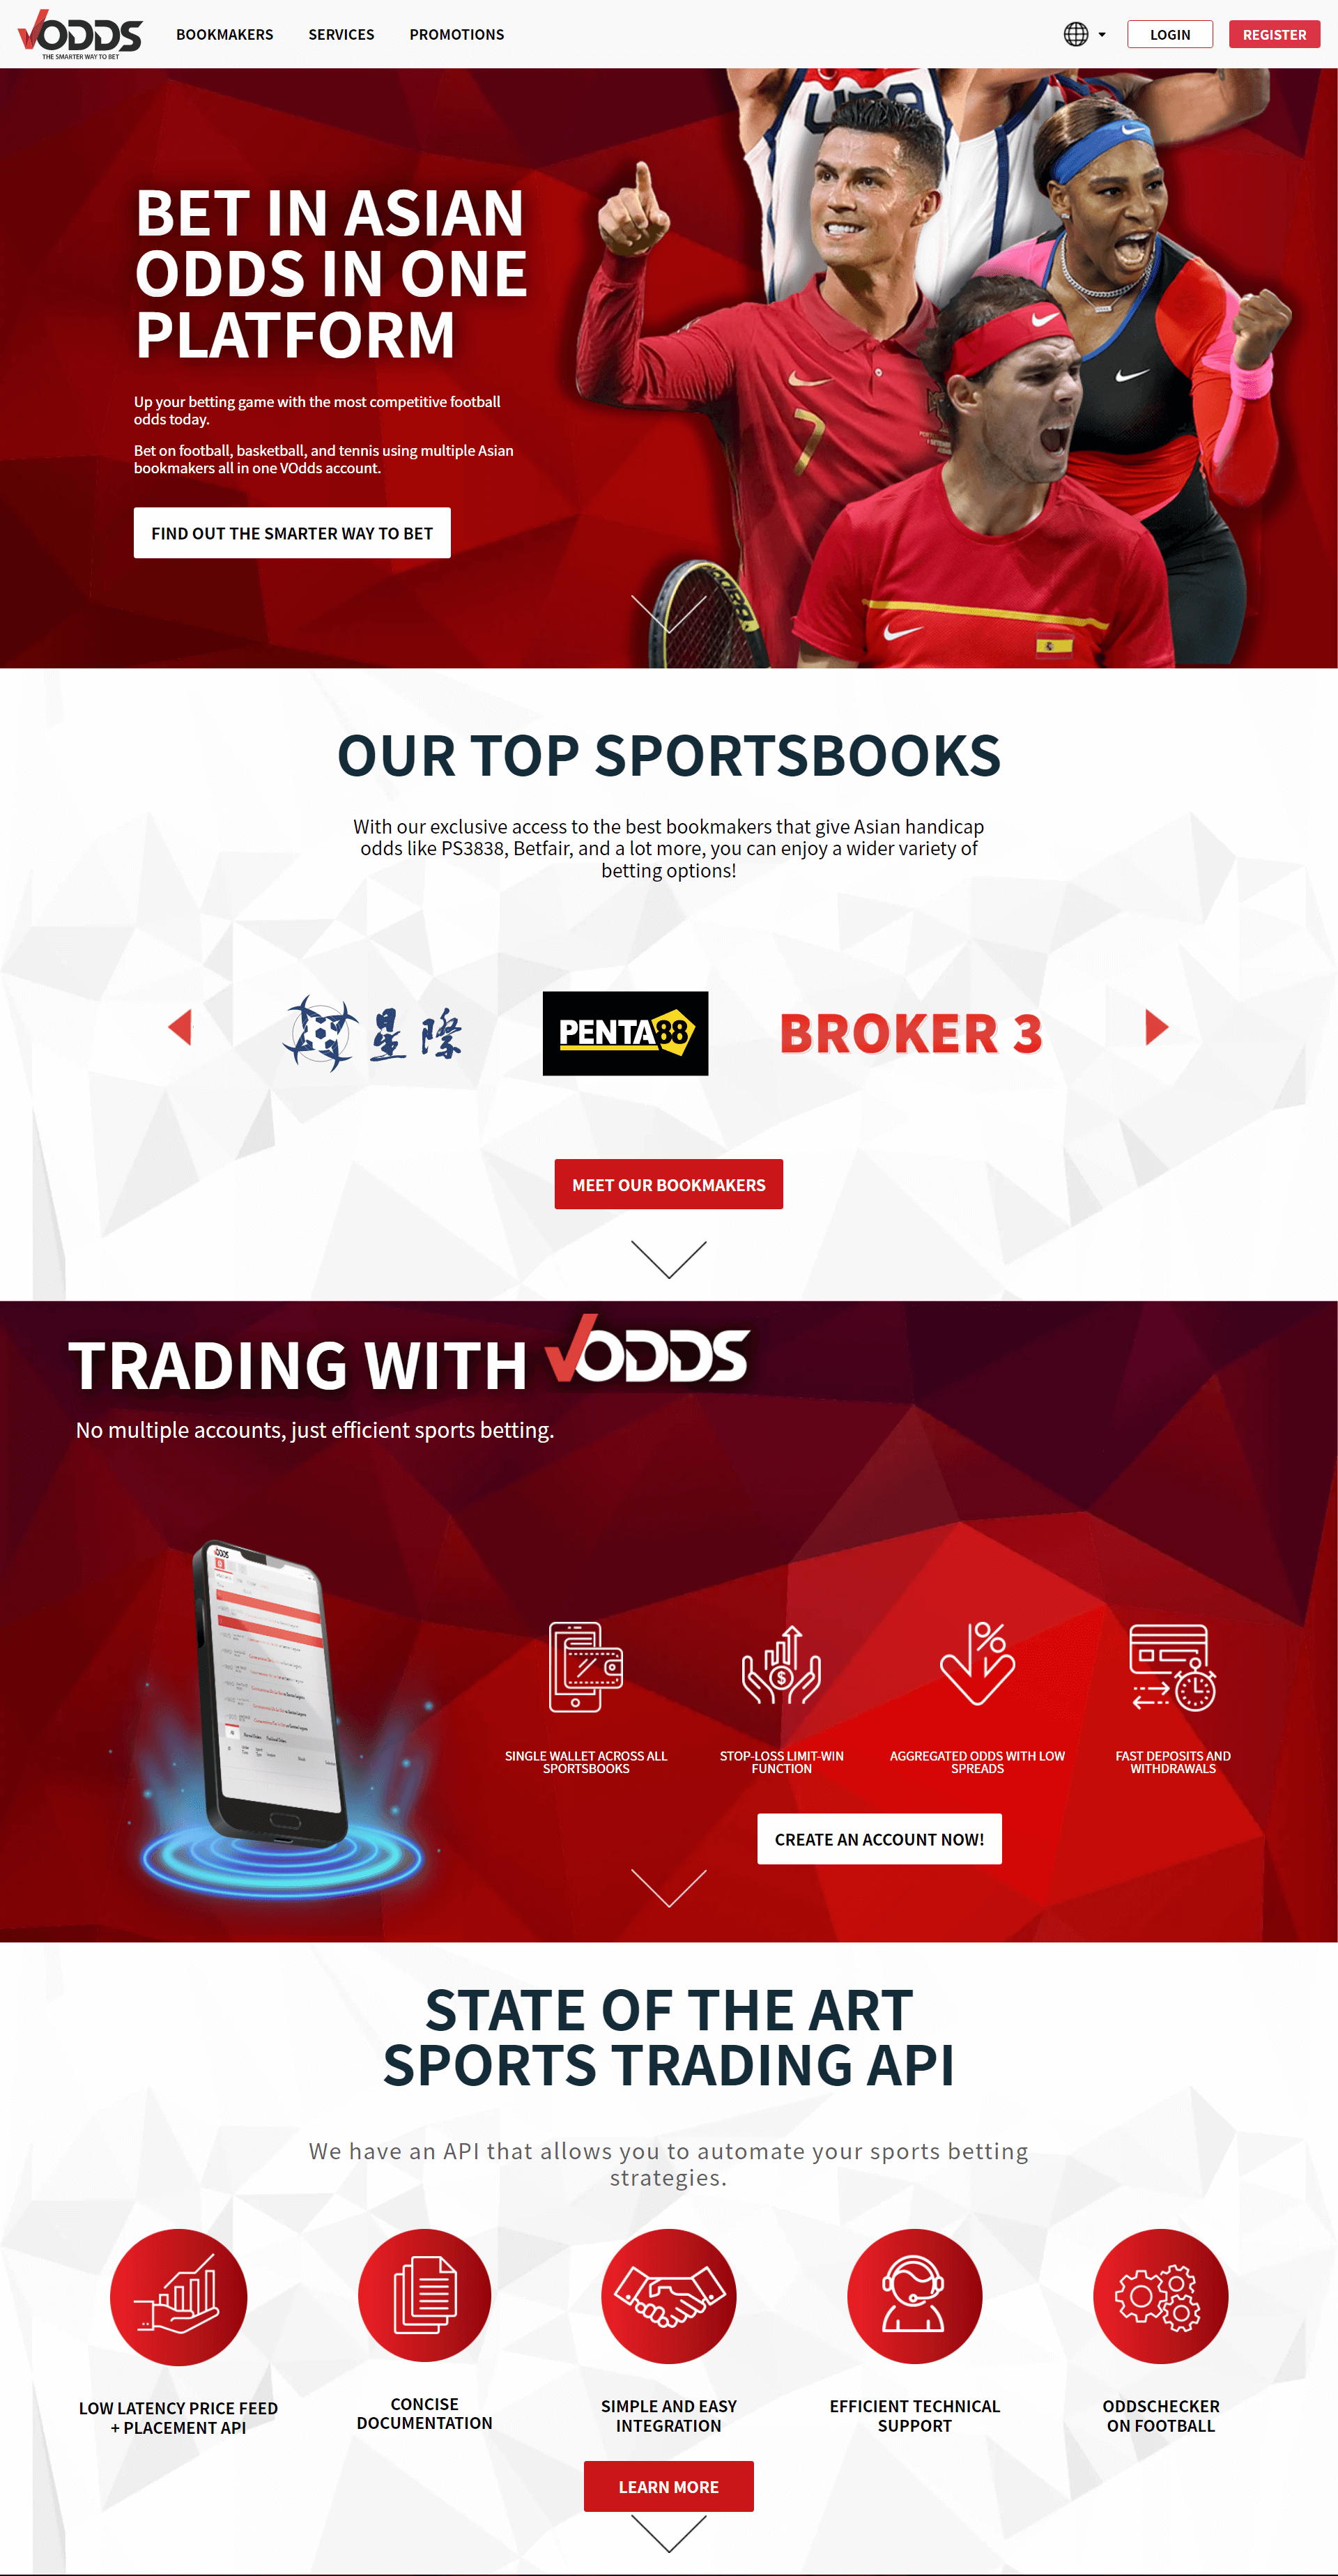 VODDS
THE SMARTER WAY TO BET
BOOKMAKERS
SERVICES
PROMOTIONS
LOGIN
REGISTER
USA
BET IN ASIAN
ODDS IN ONE
PLATFORM
7
Up your betting game with the most competitive football
odds today.
Bet on football, basketball, and tennis using multiple Asian
bookmakers all in one VOdds account.
FIND OUT THE SMARTER WAY TO BET
OUR TOP SPORTSBOOKS
With our exclusive access to the best bookmakers that give Asian handicap
odds like PS3838, Betfair, and a lot more, you can enjoy a wider variety of
betting options!
星際
PENTA88
BROKER 3
MEET OUR BOOKMAKERS
TRADING WITH VODDS
No multiple accounts, just efficient sports betting.
VODDS
SINGLE WALLET ACROSS ALL
SPORTSBOOKS
STOP-LOSS LIMIT-WIN
FUNCTION
AGGREGATED ODDS WITH LOW
SPREADS
FAST DEPOSITS AND
WITHDRAWALS
CREATE AN ACCOUNT NOW!
STATE OF THE ART
SPORTS TRADING API
We have an API that allows you to automate your sports betting
strategies.
LOW LATENCY PRICE FEED
+ PLACEMENT API
CONCISE
DOCUMENTATION
SIMPLE AND EASY
INTEGRATION
EFFICIENT TECHNICAL
SUPPORT
ODDSCHECKER
ON FOOTBALL
LEARN MORE